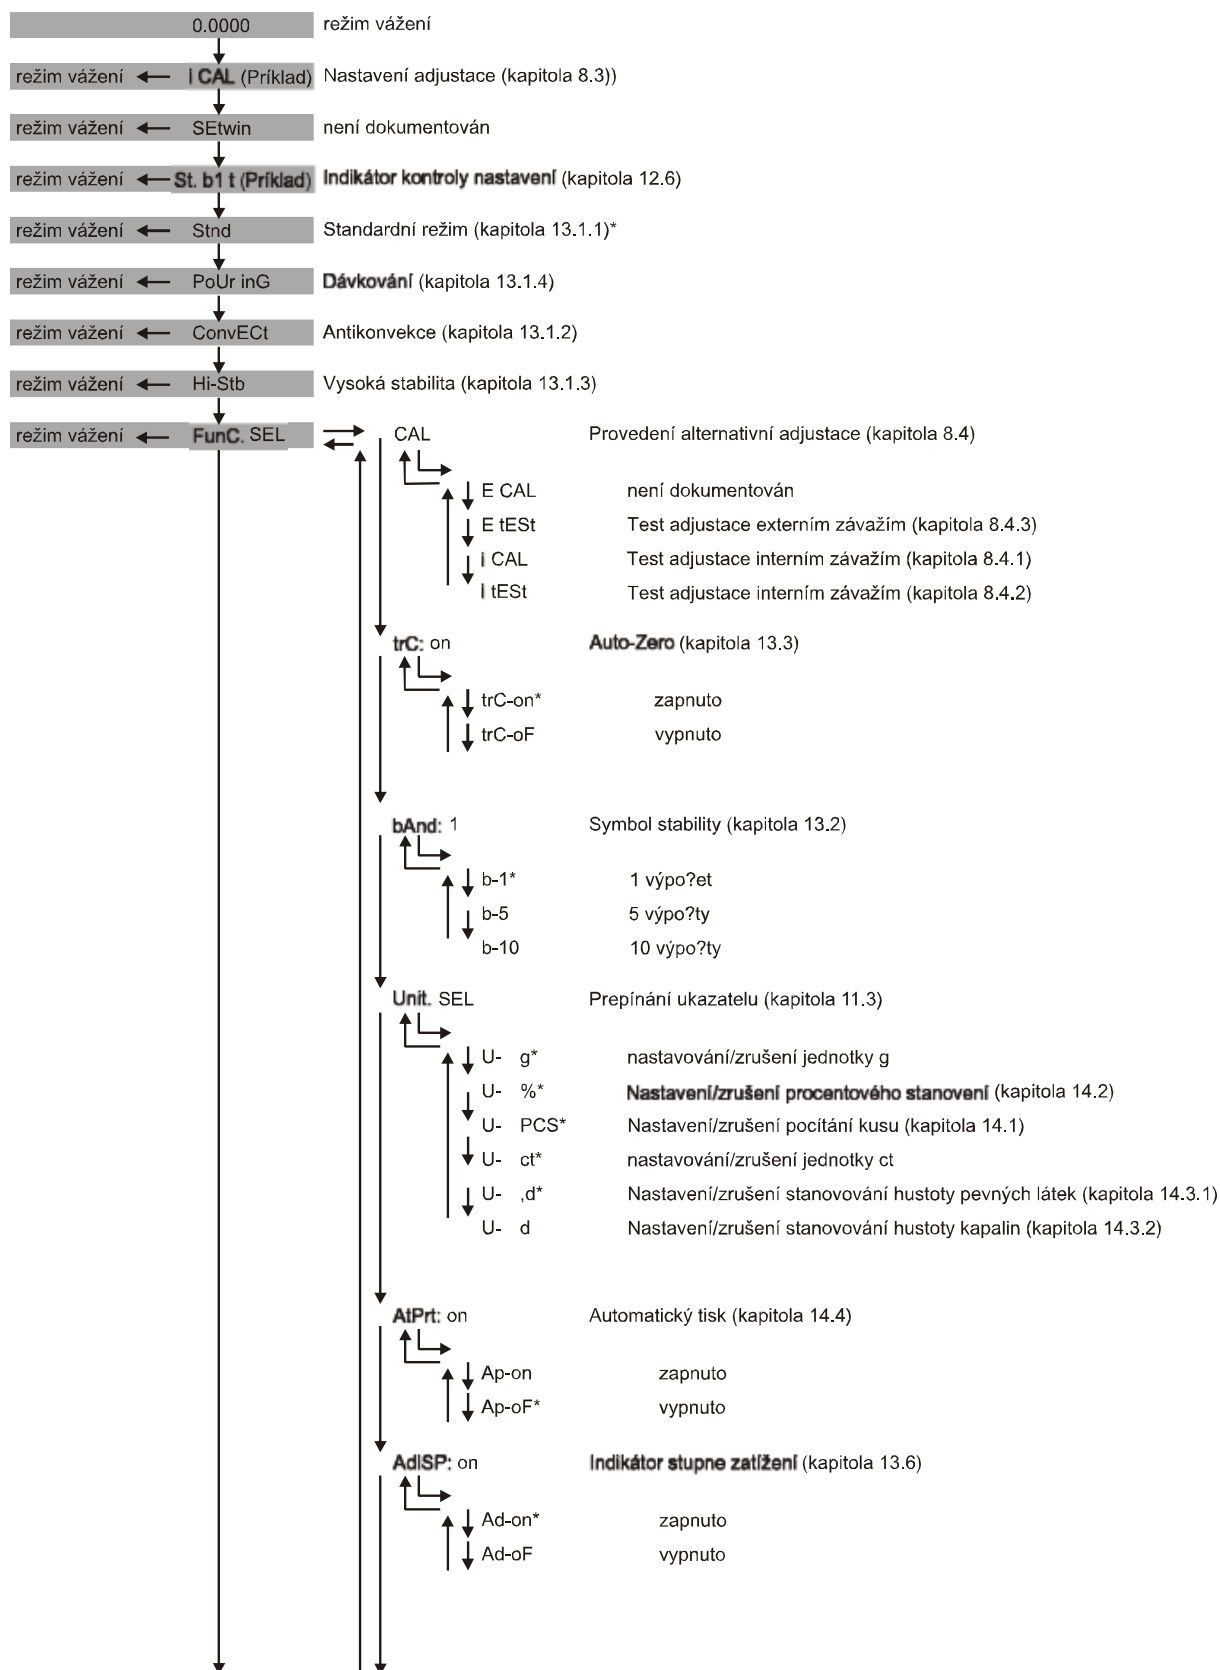 0.0000 režim vážení
režim vážení I CAL (Príklad) Nastavení adjustace (kapitola 8.3))
režim vážení SEtwin není dokumentován
režim vážení St. b1 t (Príklad) Indikátor kontroly nastavení (kapitola 12.6)
režim vážení Stnd Standardní režim (kapitola 13.1.1)*
režim vážení PoUr inG Dávkování (kapitola 13.1.4)
režim vážení ConvECt Antikonvekce (kapitola 13.1.2)
režim vážení Hi-Stb Vysoká stabilita (kapitola 13.1.3)
režim vážení FunC. SEL CAL Provedení alternativní adjustace (kapitola 8.4)
E CAL není dokumentován
E tESt Test adjustace externím závažím (kapitola 8.4.3)
i CAL Test adjustace interním závažím (kapitola 8.4.1)
I tESt Test adjustace interním závažím (kapitola 8.4.2)
trC: on Auto-Zero (kapitola 13.3)
trC-on* zapnuto
trC-oF vypnuto
bAnd: 1 Symbol stability (kapitola 13.2)
b-1* 1 výpo?et
b-5 5 výpo?ty
b-10 10 výpo?ty
Unit. SEL Prepínání ukazatelu (kapitola 11.3)
U- g* nastavování/zrušení jednotky g
U- %* Nastavení/zrušení procentového stanovení (kapitola 14.2)
U- PCS* Nastavení/zrušení pocítání kusu (kapitola 14.1)
U- ct* nastavování/zrušení jednotky ct
U- ,d* Nastavení/zrušení stanovování hustoty pevných látek (kapitola 14.3.1)
U- d Nastavení/zrušení stanovování hustoty kapalin (kapitola 14.3.2)
AtPrt: on Automatický tisk (kapitola 14.4)
Ap-on zapnuto
Ap-oF* vypnuto
AdISP: on Indikátor stupne zatížení (kapitola 13.6)
Ad-on* zapnuto
Ad-oF vypnuto